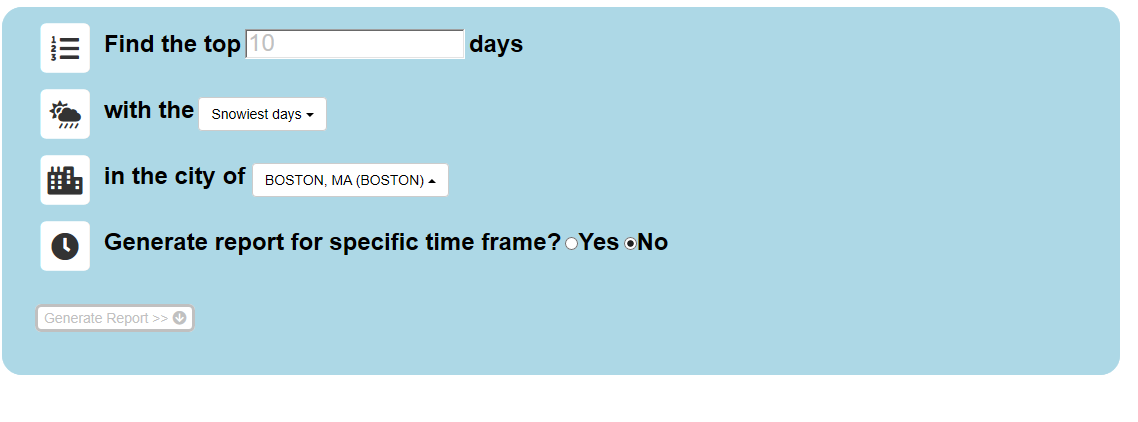 Find the top 10 days
with the Snowiest days
in the city of BOSTON, MA (BOSTON)
Generate report for specific time frame? Yes No
Generate Report >>